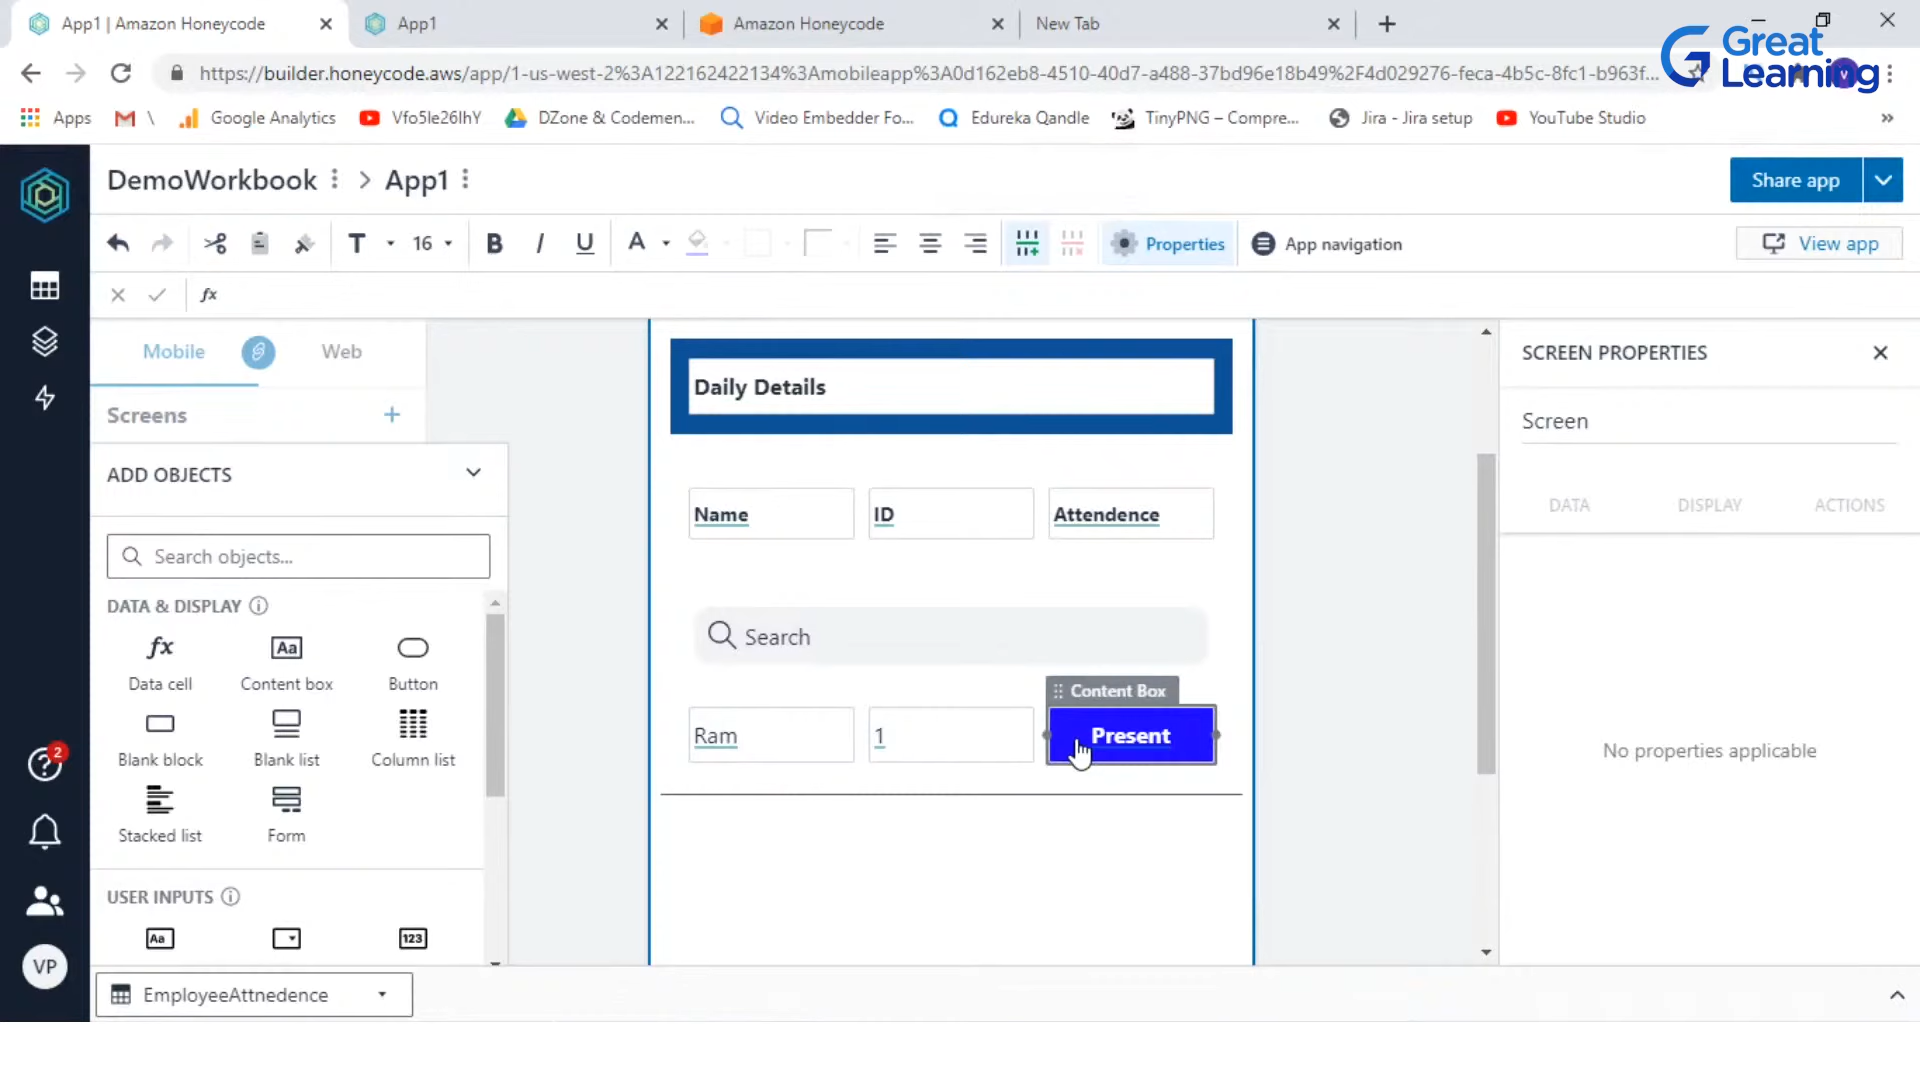 App1 | Amazon Honeycode
App1
Amazon Honeycode
New Tab
Great Learning
https://builder.honeycode.aws/app/1-us-west-2%3A122162422134%3Amobileapp%3A0d162eb8-4510-40d7-a488-37bd96e18b49%2F4d029276-feca-4b5c-8fc1-b963f...
Apps
\
Google Analytics
Vfo5le26IhY
DZone & Codemen...
Video Embedder Fo...
Edureka Qandle
TinyPNG – Compre...
Jira - Jira setup
YouTube Studio
»
DemoWorkbook > App1
Share app
T 16 B I U A
Properties
App navigation
View app
fx
Mobile
Web
Screens +
ADD OBJECTS
Search objects...
DATA & DISPLAY
fx
Aa
Data cell
Content box
Button
Blank block
Blank list
Column list
Stacked list
Form
USER INPUTS
Aa
123
Daily Details
Name
ID
Attendence
Search
Content Box
Ram
1
Present
SCREEN PROPERTIES
Screen
DATA
DISPLAY
ACTIONS
No properties applicable
2
VP
EmployeeAttnedence